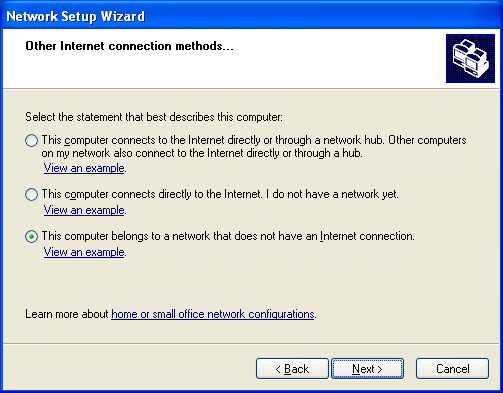 Network Setup Wizard
Other Internet connection methods...
Select the statement that best describes this computer:
This computer connects to the Internet directly or through a network hub. Other computers
on my network also connect to the Internet directly or through a hub.
View an example.
This computer connects directly to the Internet. I do not have a network yet.
View an example.
This computer belongs to a network that does not have an Internet connection.
View an example.
Learn more about home or small office network configurations.
< Back
Next >
Cancel